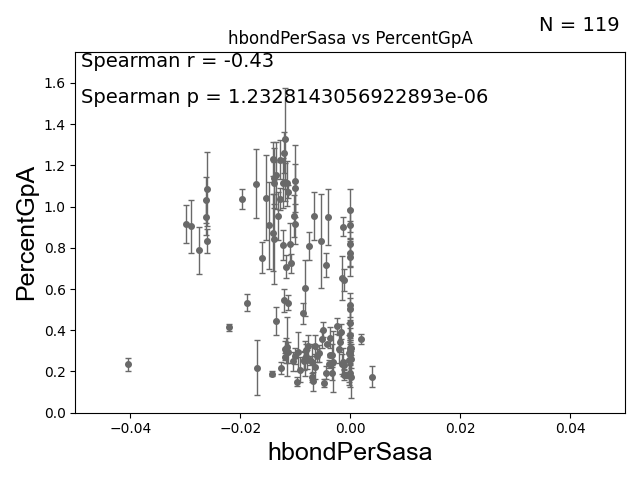 N = 119
hbondPerSasa vs PercentGpA
Spearman r = -0.43
Spearman p = 1.2328143056922893e-06
1.6
1.4
1.2
1.0
0.8
0.6
0.4
0.2
0.0
PercentGpA
−0.04 −0.02 0.00 0.02 0.04
hbondPerSasa